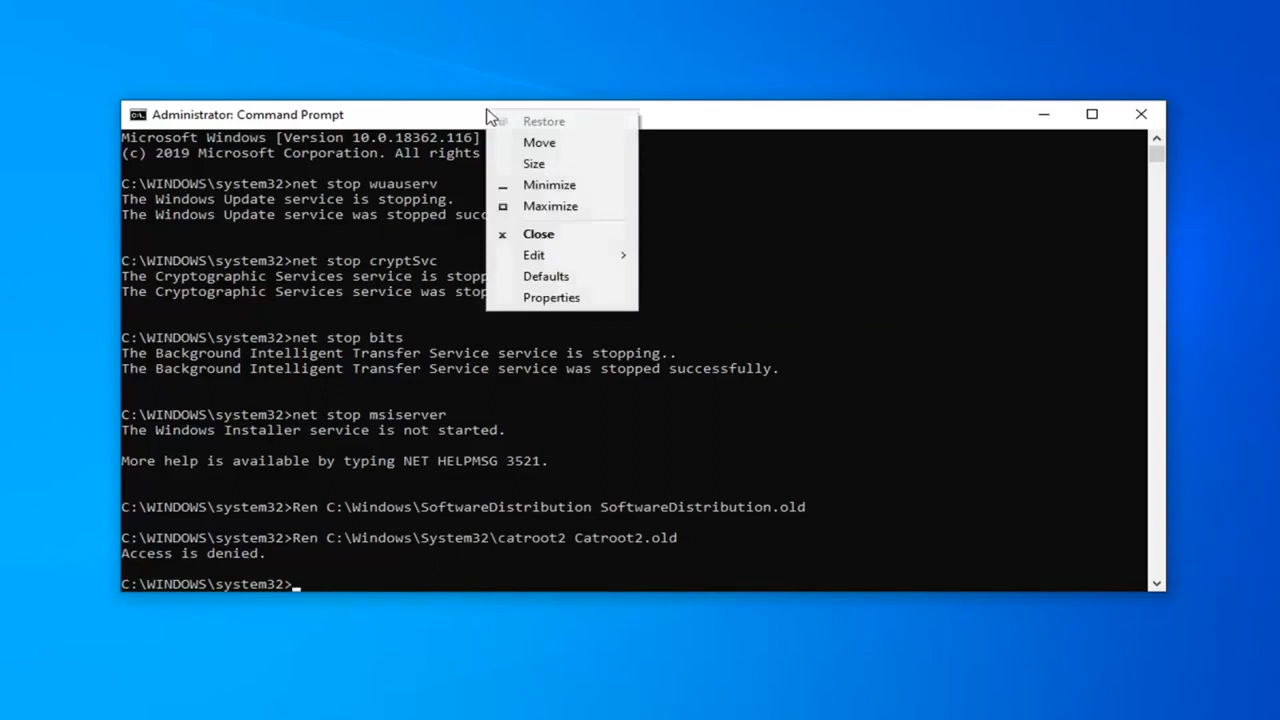 Administrator: Command Prompt
Microsoft Windows [Version 10.0.18362.116]
(c) 2019 Microsoft Corporation. All rights
C:\WINDOWS\system32>net stop wuauserv
The Windows Update service is stopping.
The Windows Update service was stopped succ
C:\WINDOWS\system32>net stop cryptSvc
The Cryptographic Services service is stopp
The Cryptographic Services service was stop
C:\WINDOWS\system32>net stop bits
The Background Intelligent Transfer Service service is stopping..
The Background Intelligent Transfer Service service was stopped successfully.
C:\WINDOWS\system32>net stop msiserver
The Windows Installer service is not started.
More help is available by typing NET HELPMSG 3521.
C:\WINDOWS\system32>Ren C:\Windows\SoftwareDistribution SoftwareDistribution.old
C:\WINDOWS\system32>Ren C:\Windows\System32\catroot2 Catroot2.old
Access is denied.
C:\WINDOWS\system32>
Restore
Move
Size
Minimize
Maximize
Close
Edit
Defaults
Properties